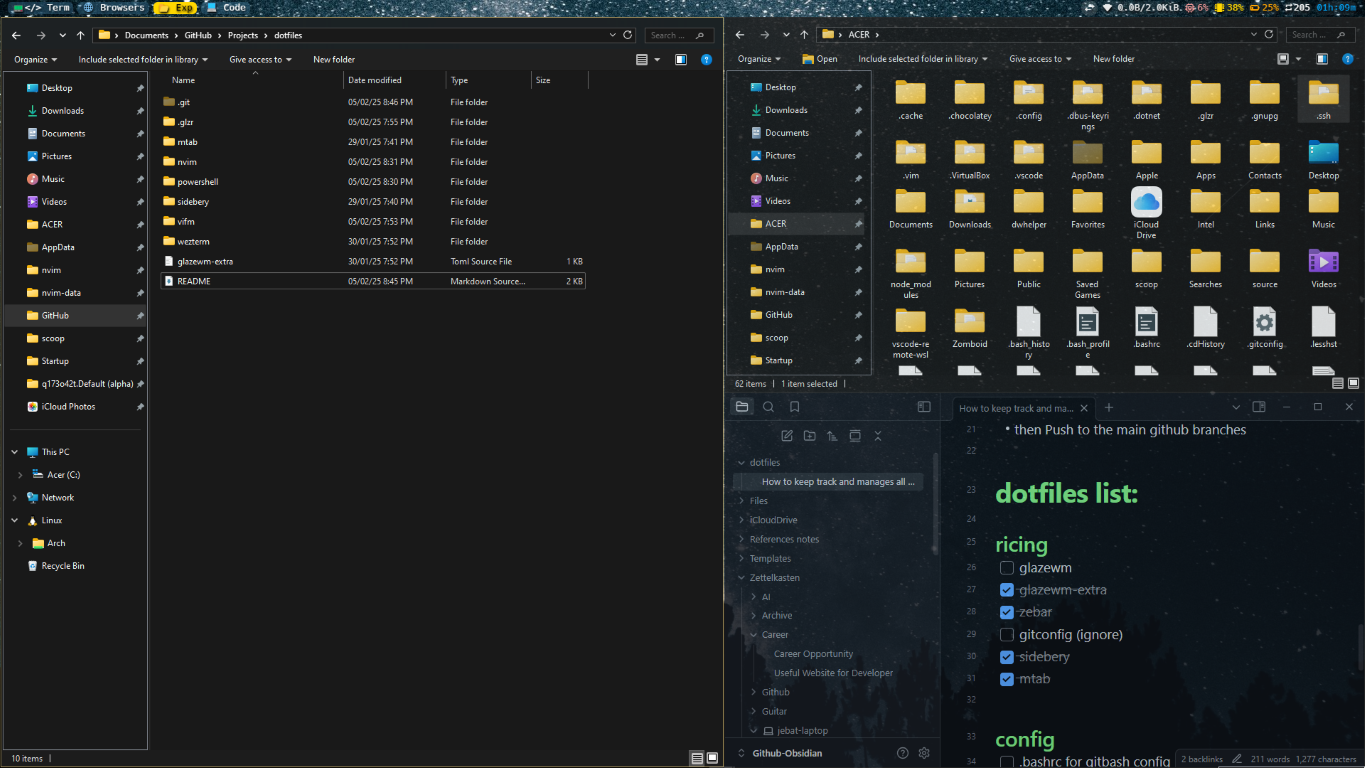 </> Term Browsers Exp Code
0.0B/2.0KiB 6% 38% 25% 205 01h:09m
Documents GitHub Projects dotfiles
Search ...
Organize Include selected folder in library Give access to New folder
Desktop
Downloads
Documents
Pictures
Music
Videos
ACER
AppData
nvim
nvim-data
GitHub
scoop
Startup
q173o42t.Default (alpha)
iCloud Photos
This PC
Acer (C:)
Network
Linux
Arch
Recycle Bin
Name Date modified Type Size
.git 05/02/25 8:46 PM File folder
.glzr 05/02/25 7:55 PM File folder
mtab 29/01/25 7:41 PM File folder
nvim 05/02/25 8:31 PM File folder
powershell 05/02/25 8:30 PM File folder
sidebery 29/01/25 7:40 PM File folder
vifm 05/02/25 7:53 PM File folder
wezterm 30/01/25 7:52 PM File folder
glazewm-extra 30/01/25 7:52 PM Toml Source File 1 KB
README 05/02/25 8:45 PM Markdown Source... 2 KB
10 items
ACER
Search ...
Organize Open Include selected folder in library Give access to New folder
Desktop
Downloads
Documents
Pictures
Music
Videos
ACER
AppData
nvim
nvim-data
GitHub
scoop
Startup
.cache .chocolatey .config .dbus-keyri .dotnet .glzr .gnupg .ssh
ngs
.vim .VirtualBox .vscode AppData Apple Apps Contacts Desktop
Documents Downloads dwhelper Favorites iCloud Intel Links Music
Drive
node_mo Pictures Public Saved scoop Searches source Videos
dules Games
vscode-re Zomboid .bash_histo .bash_profil .bashrc .cdHistory .gitconfig .lesshst
mote-wsl ry e
62 items 1 item selected
How to keep track and ma...
dotfiles
How to keep track and manages all ...
Files
iCloudDrive
References notes
Templates
Zettelkasten
AI
Archive
Career
Career Opportunity
Useful Website for Developer
Github
Guitar
jebat-laptop
Github-Obsidian
21 • then Push to the main github branches
22
23 dotfiles list:
24
25 ricing
26 glazewm
27 glazewm-extra
28 zebar
29 gitconfig (ignore)
30 sidebery
31 mtab
32
33 config
34 .bashrc for gitbash config
2 backlinks 211 words 1,277 characters